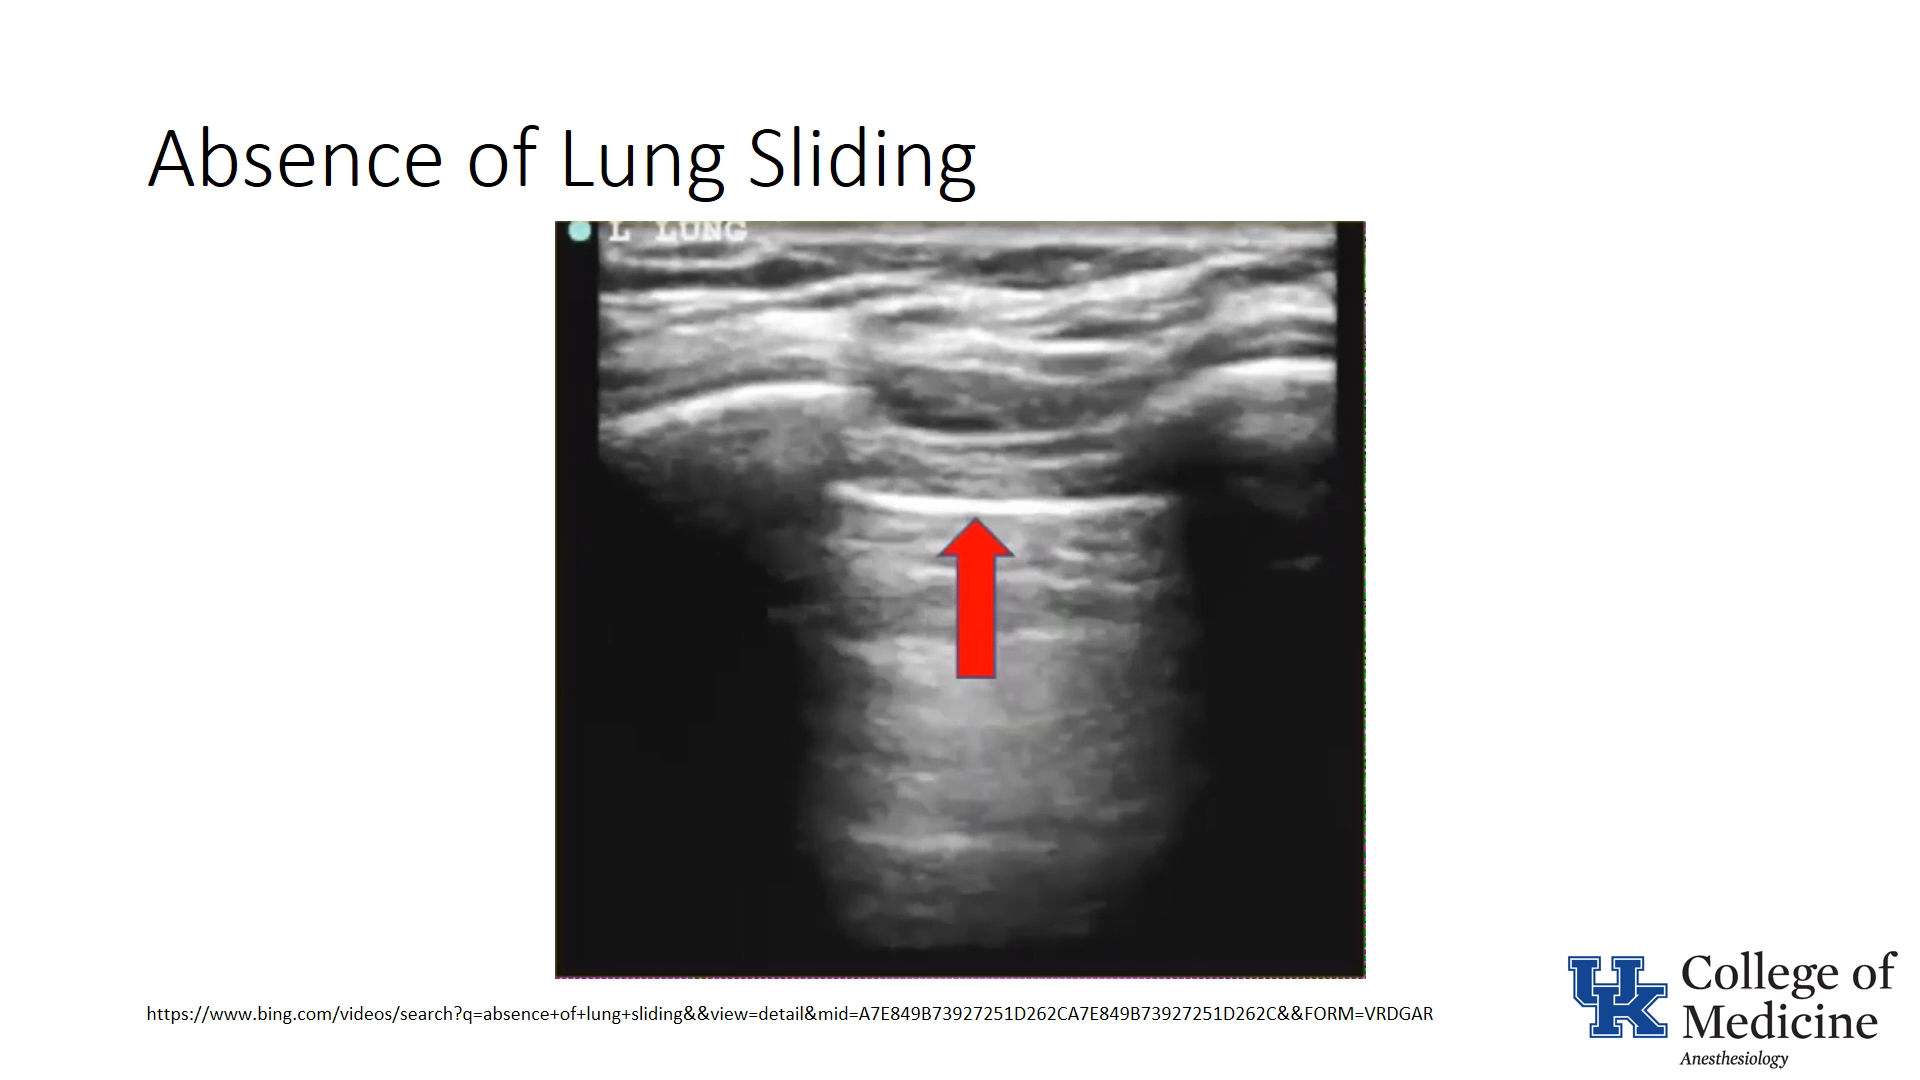 Absence of Lung Sliding
L LUNG
https://www.bing.com/videos/search?q=absence+of+lung+sliding&&view=detail&mid=A7E849B73927251D262CA7E849B73927251D262C&&FORM=VRDGAR
UK
College of
Medicine
Anesthesiology